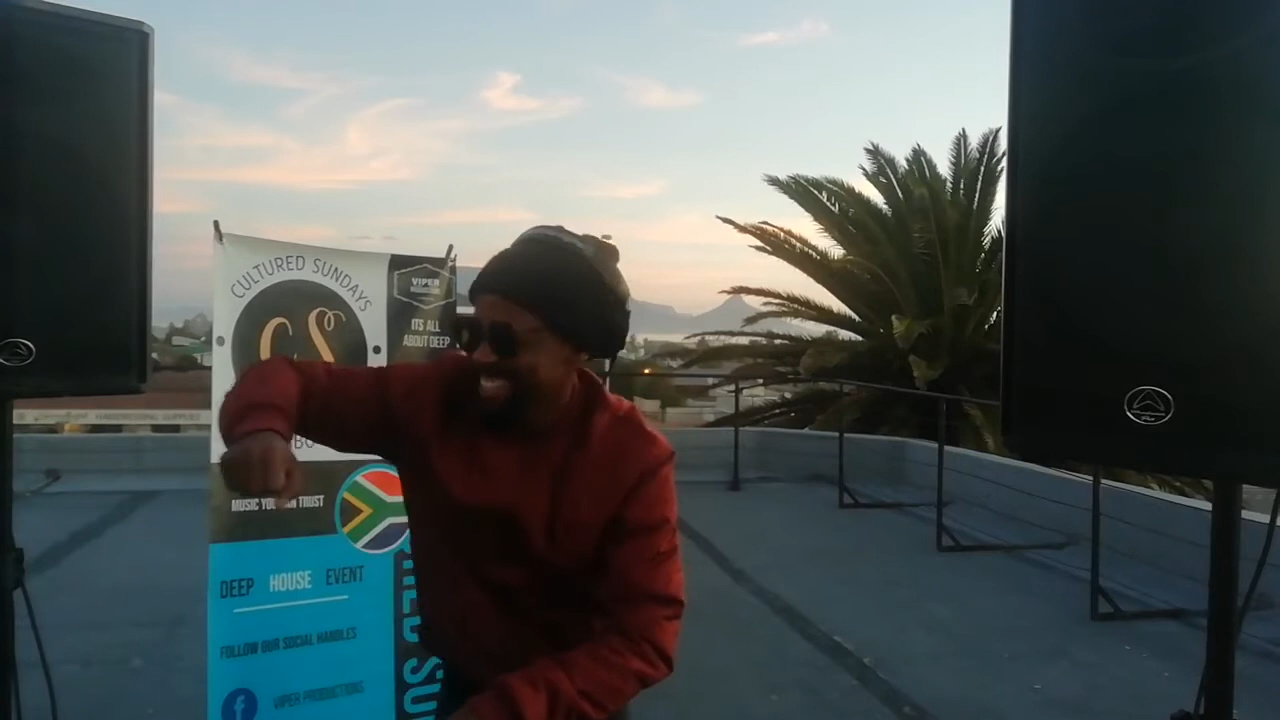 CULTURED SUNDAYS
CS
VIPER
ITS ALL
ABOUT DEEP
MUSIC YOU CAN TRUST
DEEP HOUSE EVENT
FOLLOW OUR SOCIAL HANDLES
f VIPER PRODUCTIONS